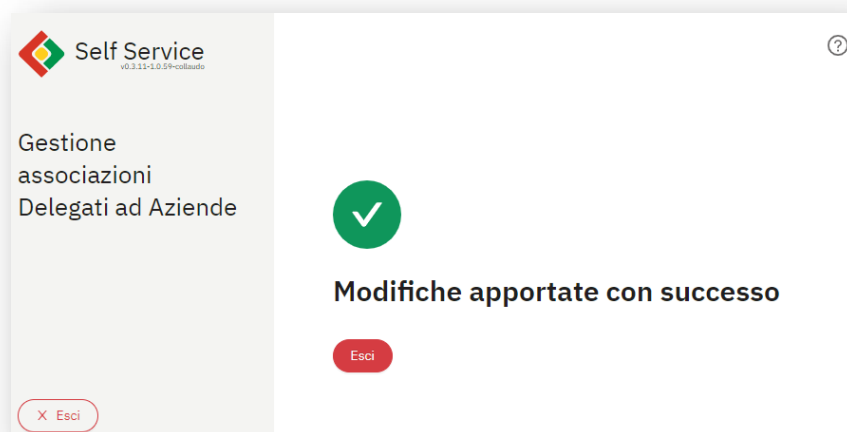 Self Service
v0.3.11-1.0.59-collaudo
Gestione
associazioni
Delegati ad Aziende
Modifiche apportate con successo
Esci
X Esci